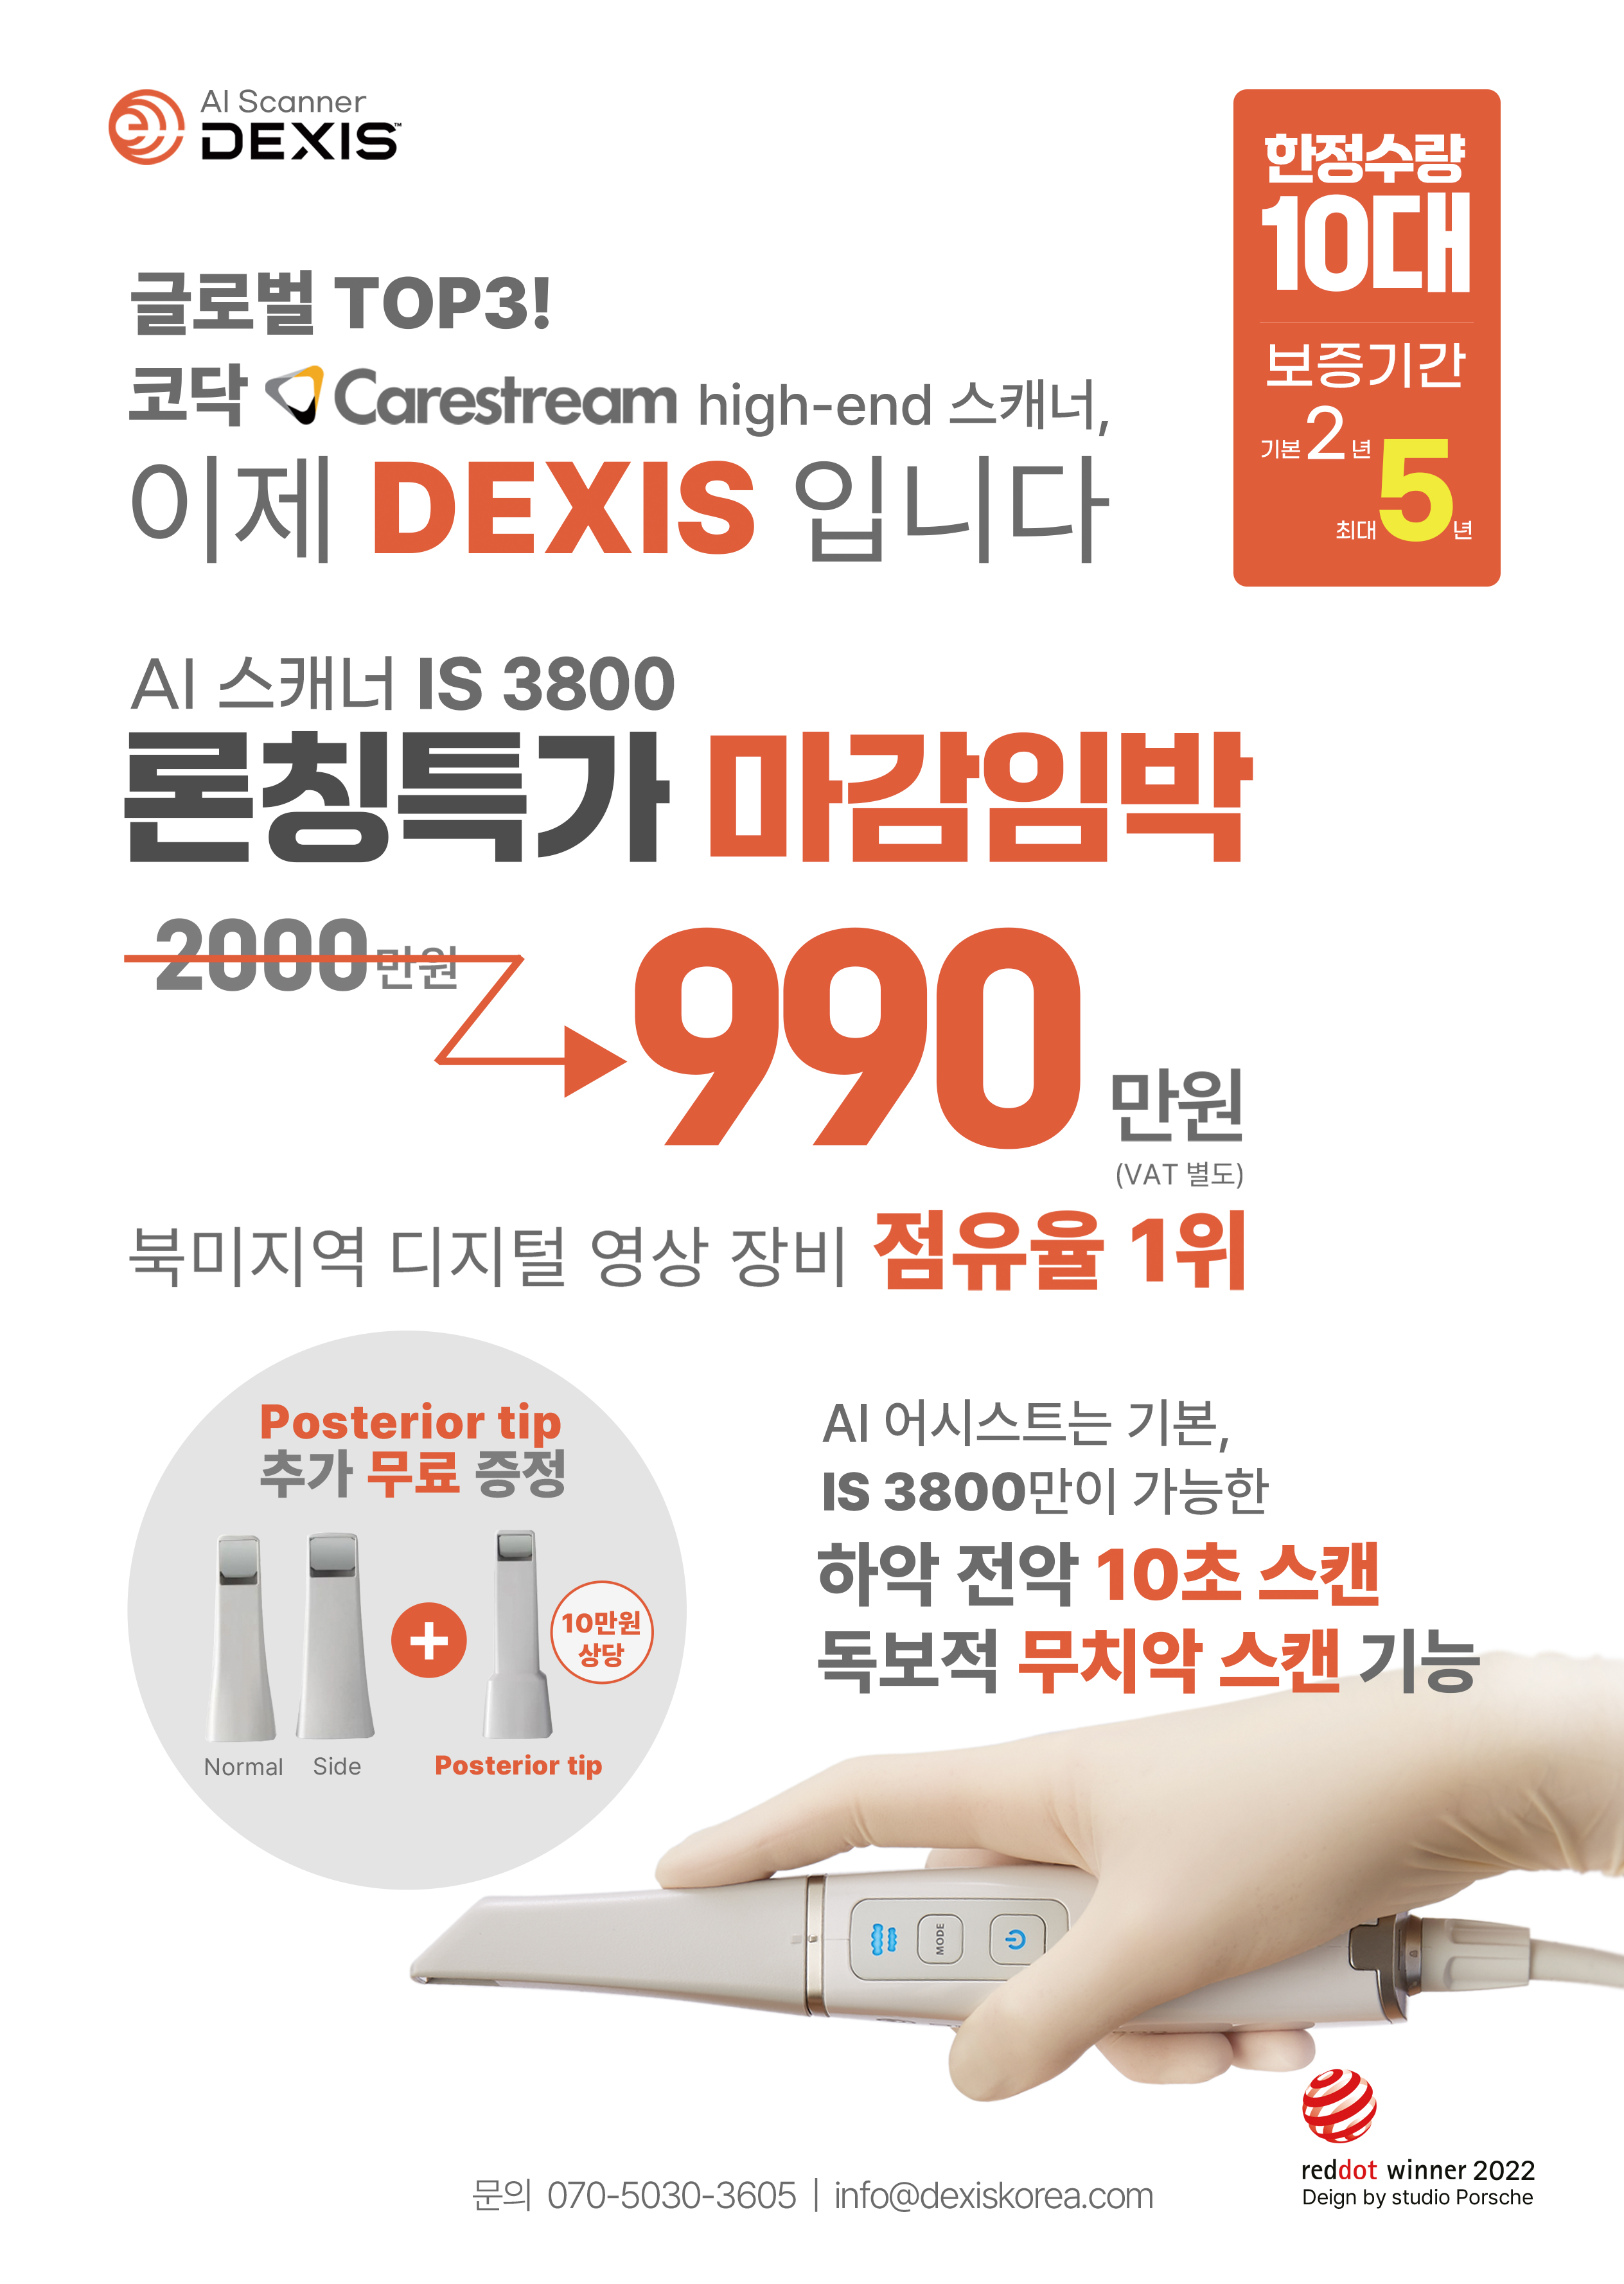 AI Scanner
DEXIS™
한정수량
10대
보증기간
기본 2 년
최대 5 년
글로벌 TOP3!
코닥 Carestream high-end 스캐너,
이제 DEXIS 입니다
AI 스캐너 IS 3800
론칭특가 마감임박
2000만원
990 만원
(VAT 별도)
북미지역 디지털 영상 장비 점유율 1위
Posterior tip
추가 무료 증정
10만원
상당
Normal Side Posterior tip
AI 어시스트는 기본,
IS 3800만이 가능한
하악 전악 10초 스캔
독보적 무치악 스캔 기능
MODE
reddot winner 2022
Deign by studio Porsche
문의 070-5030-3605 | info@dexiskorea.com